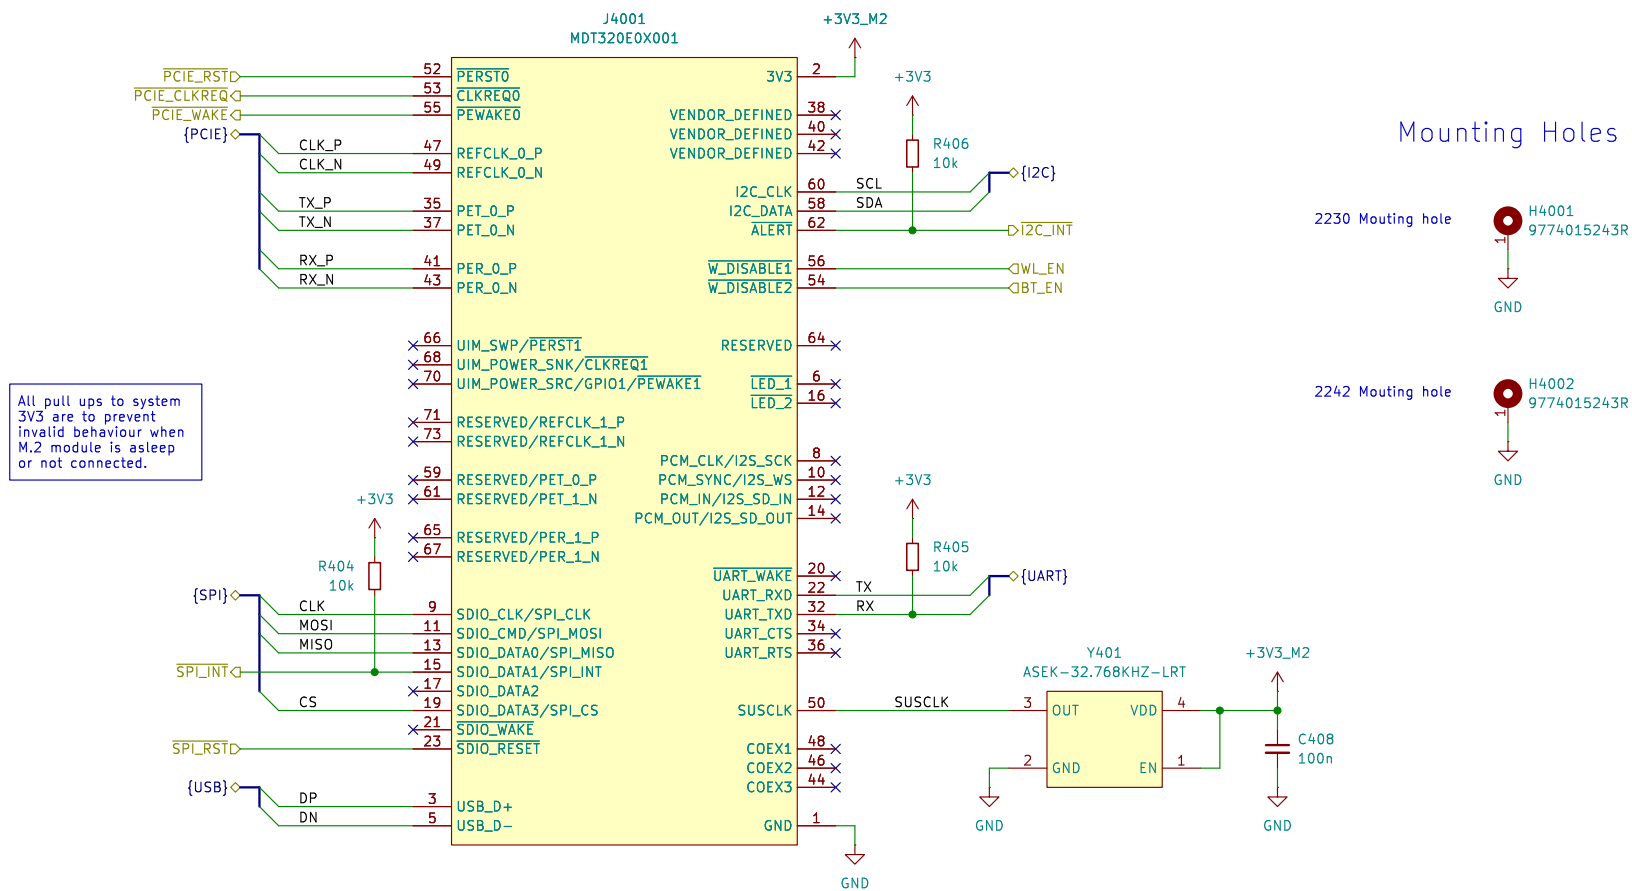 J4001
MDT320E0X001
+3V3_M2
PCIE_RST 52 PERST0
PCIE_CLKREQ 53 CLKREQ0
PCIE_WAKE 55 PEWAKE0
{PCIE}
CLK_P 47 REFCLK_0_P
CLK_N 49 REFCLK_0_N
TX_P 35 PET_0_P
TX_N 37 PET_0_N
RX_P 41 PER_0_P
RX_N 43 PER_0_N
66 UIM_SWP/PERST1
68 UIM_POWER_SNK/CLKREQ1
70 UIM_POWER_SRC/GPIO1/PEWAKE1
71 RESERVED/REFCLK_1_P
73 RESERVED/REFCLK_1_N
59 RESERVED/PET_0_P
61 RESERVED/PET_1_N
65 RESERVED/PER_1_P
67 RESERVED/PER_1_N
All pull ups to system
3V3 are to prevent
invalid behaviour when
M.2 module is asleep
or not connected.
+3V3
R404
10k
{SPI}
CLK 9 SDIO_CLK/SPI_CLK
MOSI 11 SDIO_CMD/SPI_MOSI
MISO 13 SDIO_DATA0/SPI_MISO
SPI_INT 15 SDIO_DATA1/SPI_INT
17 SDIO_DATA2
CS 19 SDIO_DATA3/SPI_CS
21 SDIO_WAKE
SPI_RST 23 SDIO_RESET
{USB}
DP 3 USB_D+
DN 5 USB_D-
3V3 2
VENDOR_DEFINED 38
VENDOR_DEFINED 40
VENDOR_DEFINED 42
+3V3
R406
10k
I2C_CLK 60 SCL
I2C_DATA 58 SDA
{I2C}
ALERT 62 I2C_INT
W_DISABLE1 56 WL_EN
W_DISABLE2 54 BT_EN
RESERVED 64
LED_1 6
LED_2 16
PCM_CLK/I2S_SCK 8
PCM_SYNC/I2S_WS 10
PCM_IN/I2S_SD_IN 12
PCM_OUT/I2S_SD_OUT 14
+3V3
R405
10k
UART_WAKE 20
{UART}
UART_RXD 22 TX
UART_TXD 32 RX
UART_CTS 34
UART_RTS 36
SUSCLK 50 SUSCLK
COEX1 48
COEX2 46
COEX3 44
GND 1
GND
Y401
ASEK-32.768KHZ-LRT
3 OUT VDD 4
2 GND EN 1
GND
+3V3_M2
C408
100n
GND
Mounting Holes
2230 Mouting hole
H4001
9774015243R
1
GND
2242 Mouting hole
H4002
9774015243R
1
GND